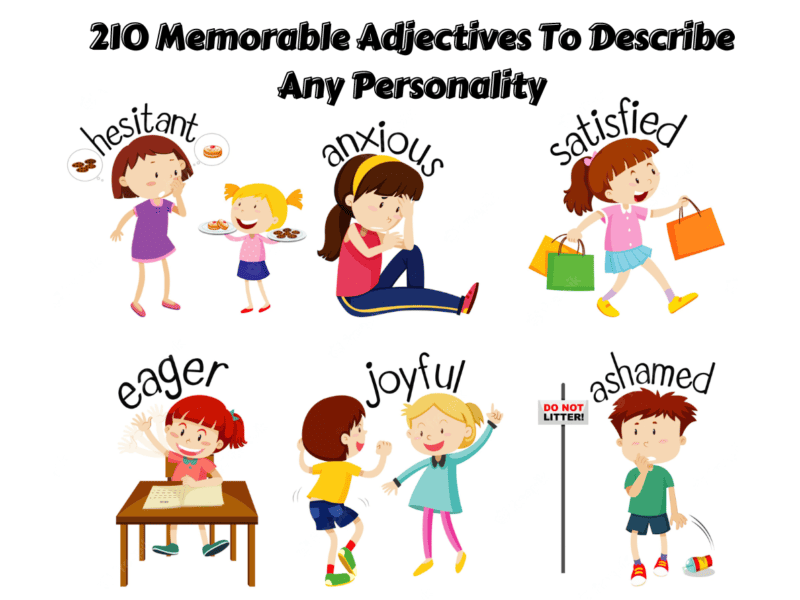 210 Memorable Adjectives To Describe
Any Personality
hesitant
anxious
satisfied
eager
joyful
ashamed
DO NOT
LITTER!